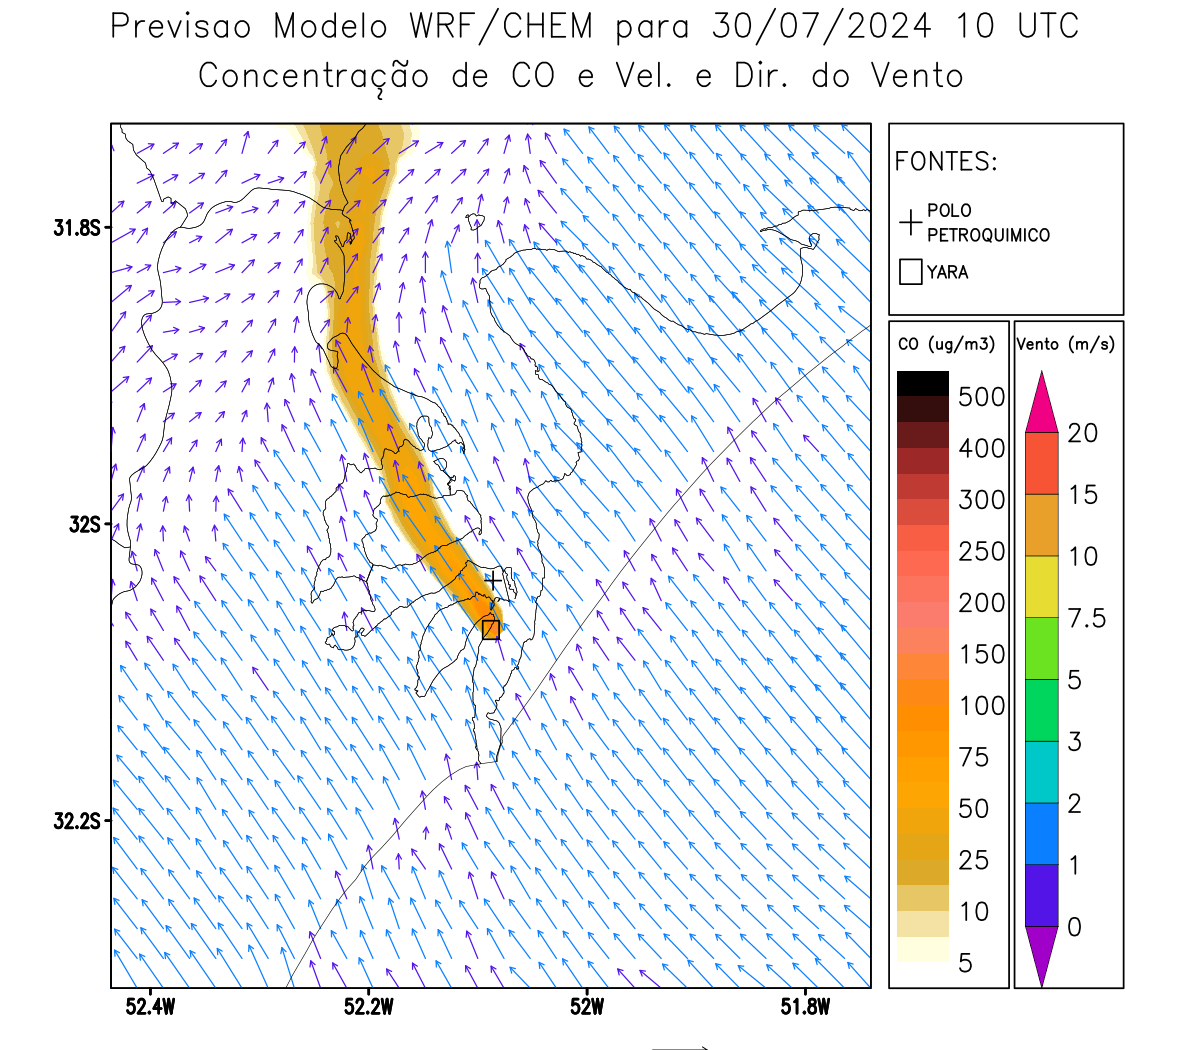 Previsao Modelo WRF/CHEM para 30/07/2024 10 UTC
Concentração de CO e Vel. e Dir. do Vento
FONTES:
POLO
PETROQUIMICO
YARA
CO (ug/m3)
500
400
300
250
200
150
100
75
50
25
10
5
Vento (m/s)
20
15
10
7.5
5
3
2
1
0
31.8S
32S
32.2S
52.4W
52.2W
52W
51.8W